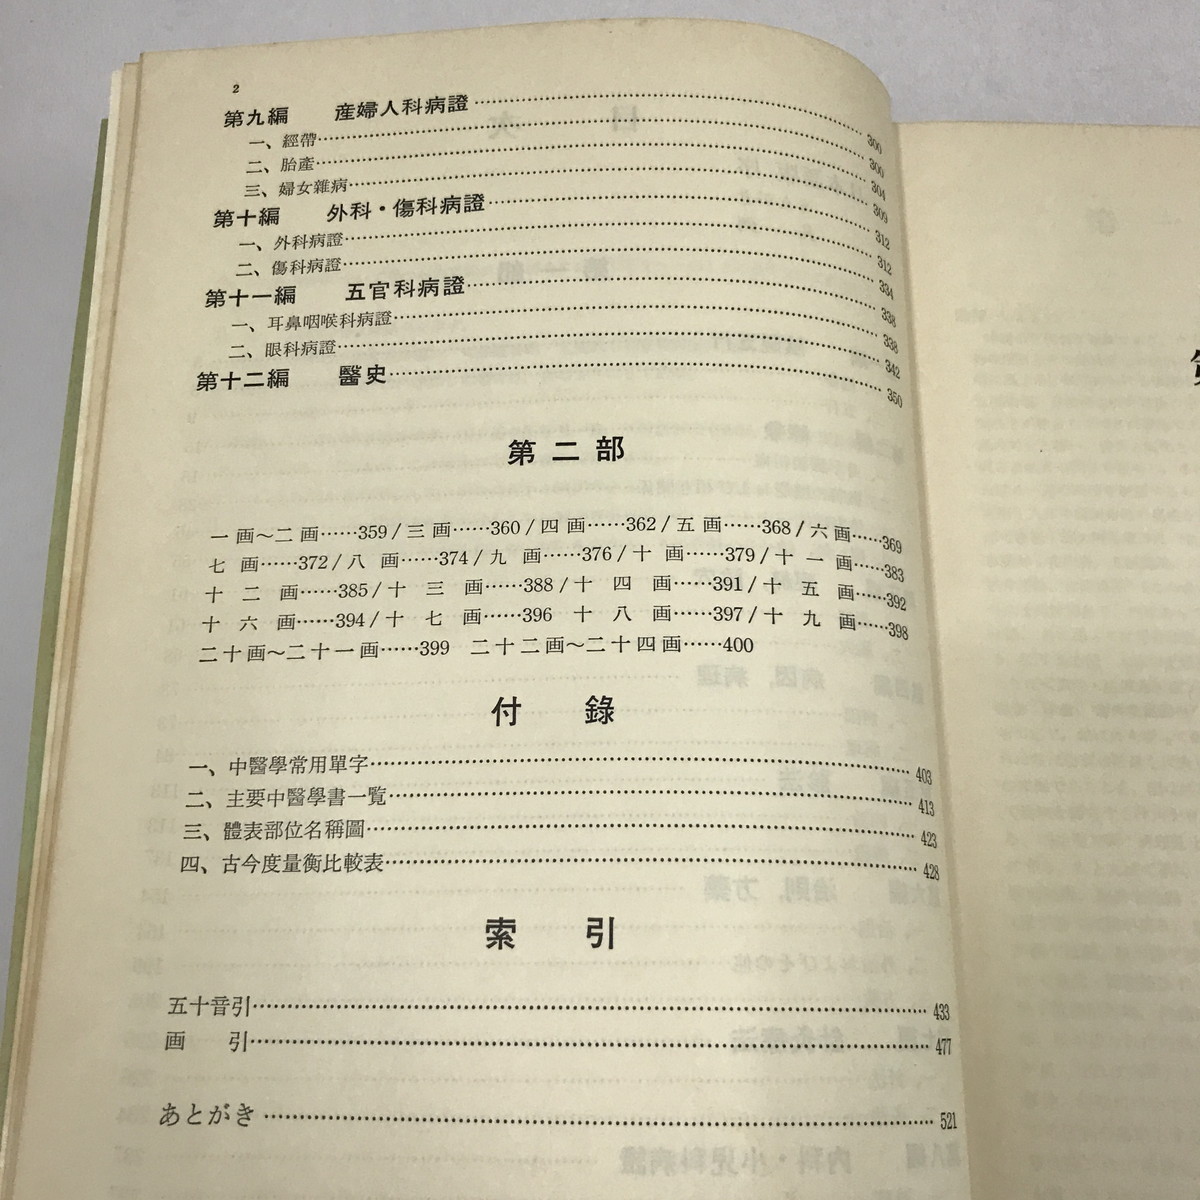 2
第九編 産婦人科病證……300
一、經帶……300
二、胎產……304
三、婦女雜病……309
第十編 外科・傷科病證……312
一、外科病證……312
二、傷科病證……334
第十一編 五官科病證……338
一、耳鼻咽喉科病證……338
二、眼科病證……342
第十二編 醫史……350
第二部
一画〜二画……359/三画……360/四画……362/五画……368/六画……369
七画……372/八画……374/九画……376/十画……379/十一画……383
十二画……385/十三画……388/十四画……391/十五画……392
十六画……394/十七画……396 十八画……397/十九画……398
二十画〜二十一画……399 二十二画〜二十四画……400
付錄
一、中醫學常用單字……403
二、主要中醫學書一覧……413
三、體表部位名稱圖……423
四、古今度量衡比較表……428
索引
五十音引……433
画引……477
あとがき……521